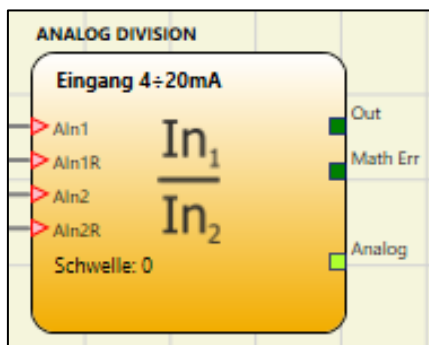 ANALOG DIVISION
Eingang 4÷20mA
AIn1
AIn1R
AIn2
AIn2R
In₁
In₂
Schwelle: 0
Out
Math Err
Analog